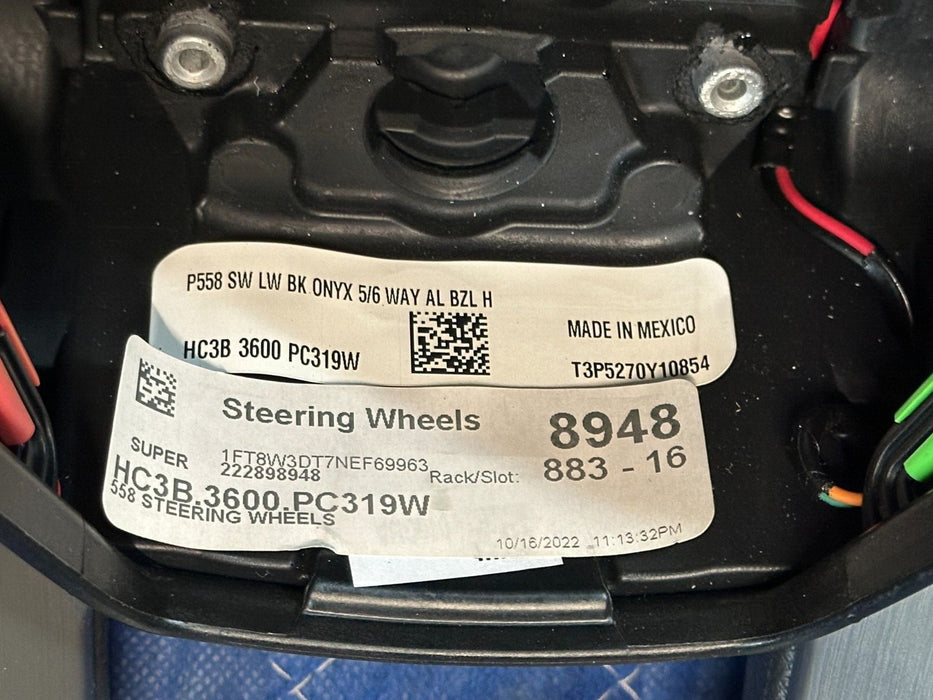 P558 SW LW BK ONYX 5/6 WAY AL BZL H
MADE IN MEXICO
HC3B 3600 PC319W
T3P5270Y10854
Steering Wheels
8948
SUPER
1FT8W3DT7NEF69963
222898948
Rack/Slot:
883 - 16
HC3B.3600.PC319W
558 STEERING WHEELS
10/16/2022 11:13:32PM